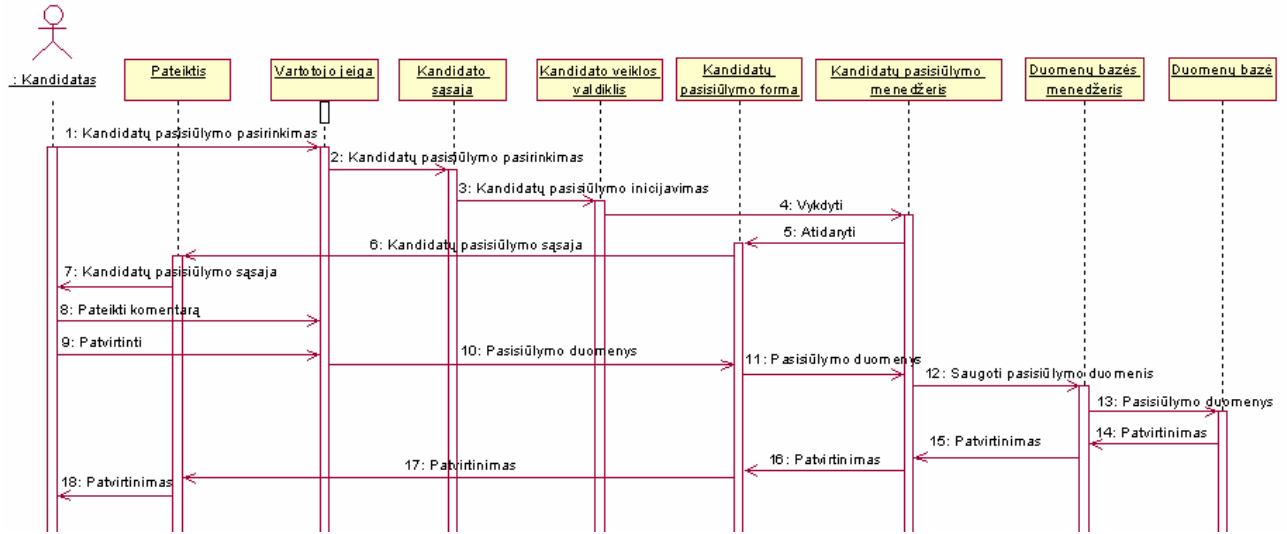 : Kandidatas
Pateiktis
Vartotojo įeiga
Kandidato
sąsaja
Kandidato veiklos
valdiklis
Kandidatų
pasisiūlymo forma
Kandidatų pasisiūlymo
menedžeris
Duomenų bazės
menedžeris
Duomenų bazė
1: Kandidatų pasisiūlymo pasirinkimas
2: Kandidatų pasisiūlymo pasirinkimas
3: Kandidatų pasisiūlymo inicijavimas
4: Vykdyti
5: Atidaryti
6: Kandidatų pasisiūlymo sąsaja
7: Kandidatų pasisiūlymo sąsaja
8: Pateikti komentarą
9: Patvirtinti
10: Pasisiūlymo duomenys
11: Pasisiūlymo duomenys
12: Saugoti pasisiūlymo duomenis
13: Pasisiūlymo duomenys
14: Patvirtinimas
15: Patvirtinimas
16: Patvirtinimas
17: Patvirtinimas
18: Patvirtinimas